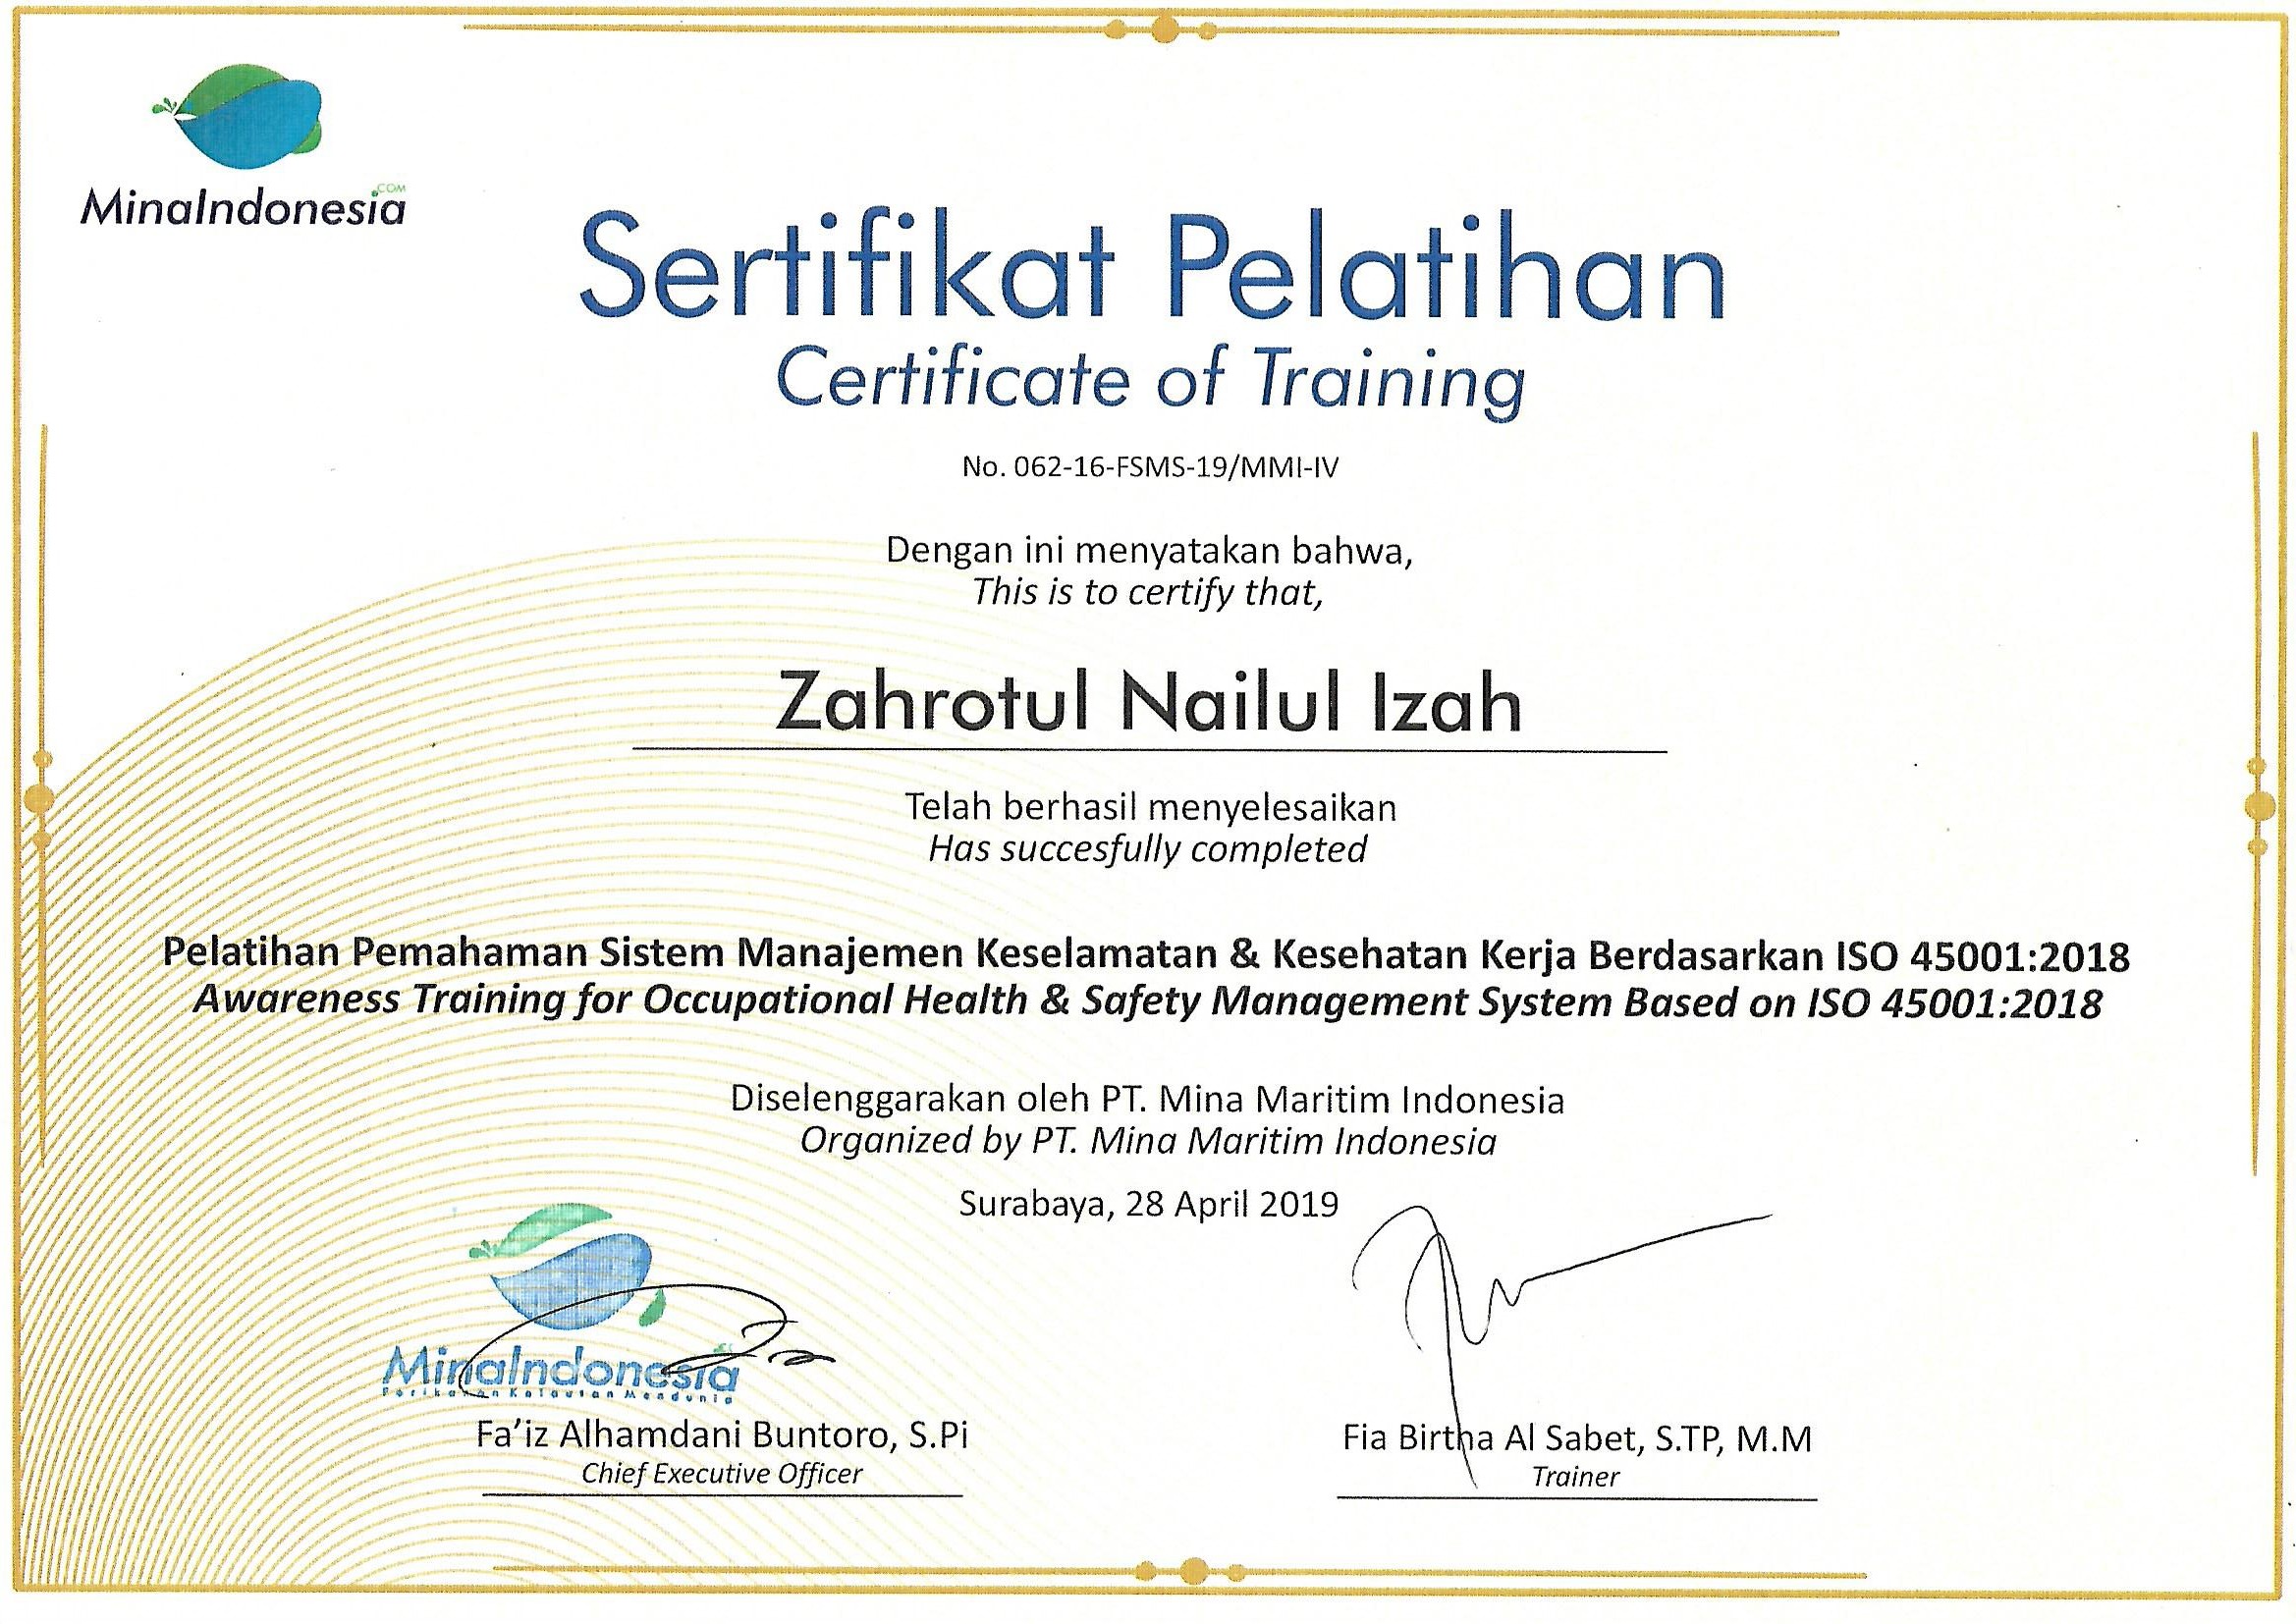 MinaIndonesia.COM
Sertifikat Pelatihan
Certificate of Training
No. 062-16-FSMS-19/MMI-IV
Dengan ini menyatakan bahwa,
This is to certify that,
Zahrotul Nailul Izah
Telah berhasil menyelesaikan
Has succesfully completed
Pelatihan Pemahaman Sistem Manajemen Keselamatan & Kesehatan Kerja Berdasarkan ISO 45001:2018
Awareness Training for Occupational Health & Safety Management System Based on ISO 45001:2018
Diselenggarakan oleh PT. Mina Maritim Indonesia
Organized by PT. Mina Maritim Indonesia
Surabaya, 28 April 2019
MinaIndonesia
Perikanan Kelautan Mendunia
Fa’iz Alhamdani Buntoro, S.Pi
Chief Executive Officer
Fia Birtha Al Sabet, S.TP, M.M
Trainer